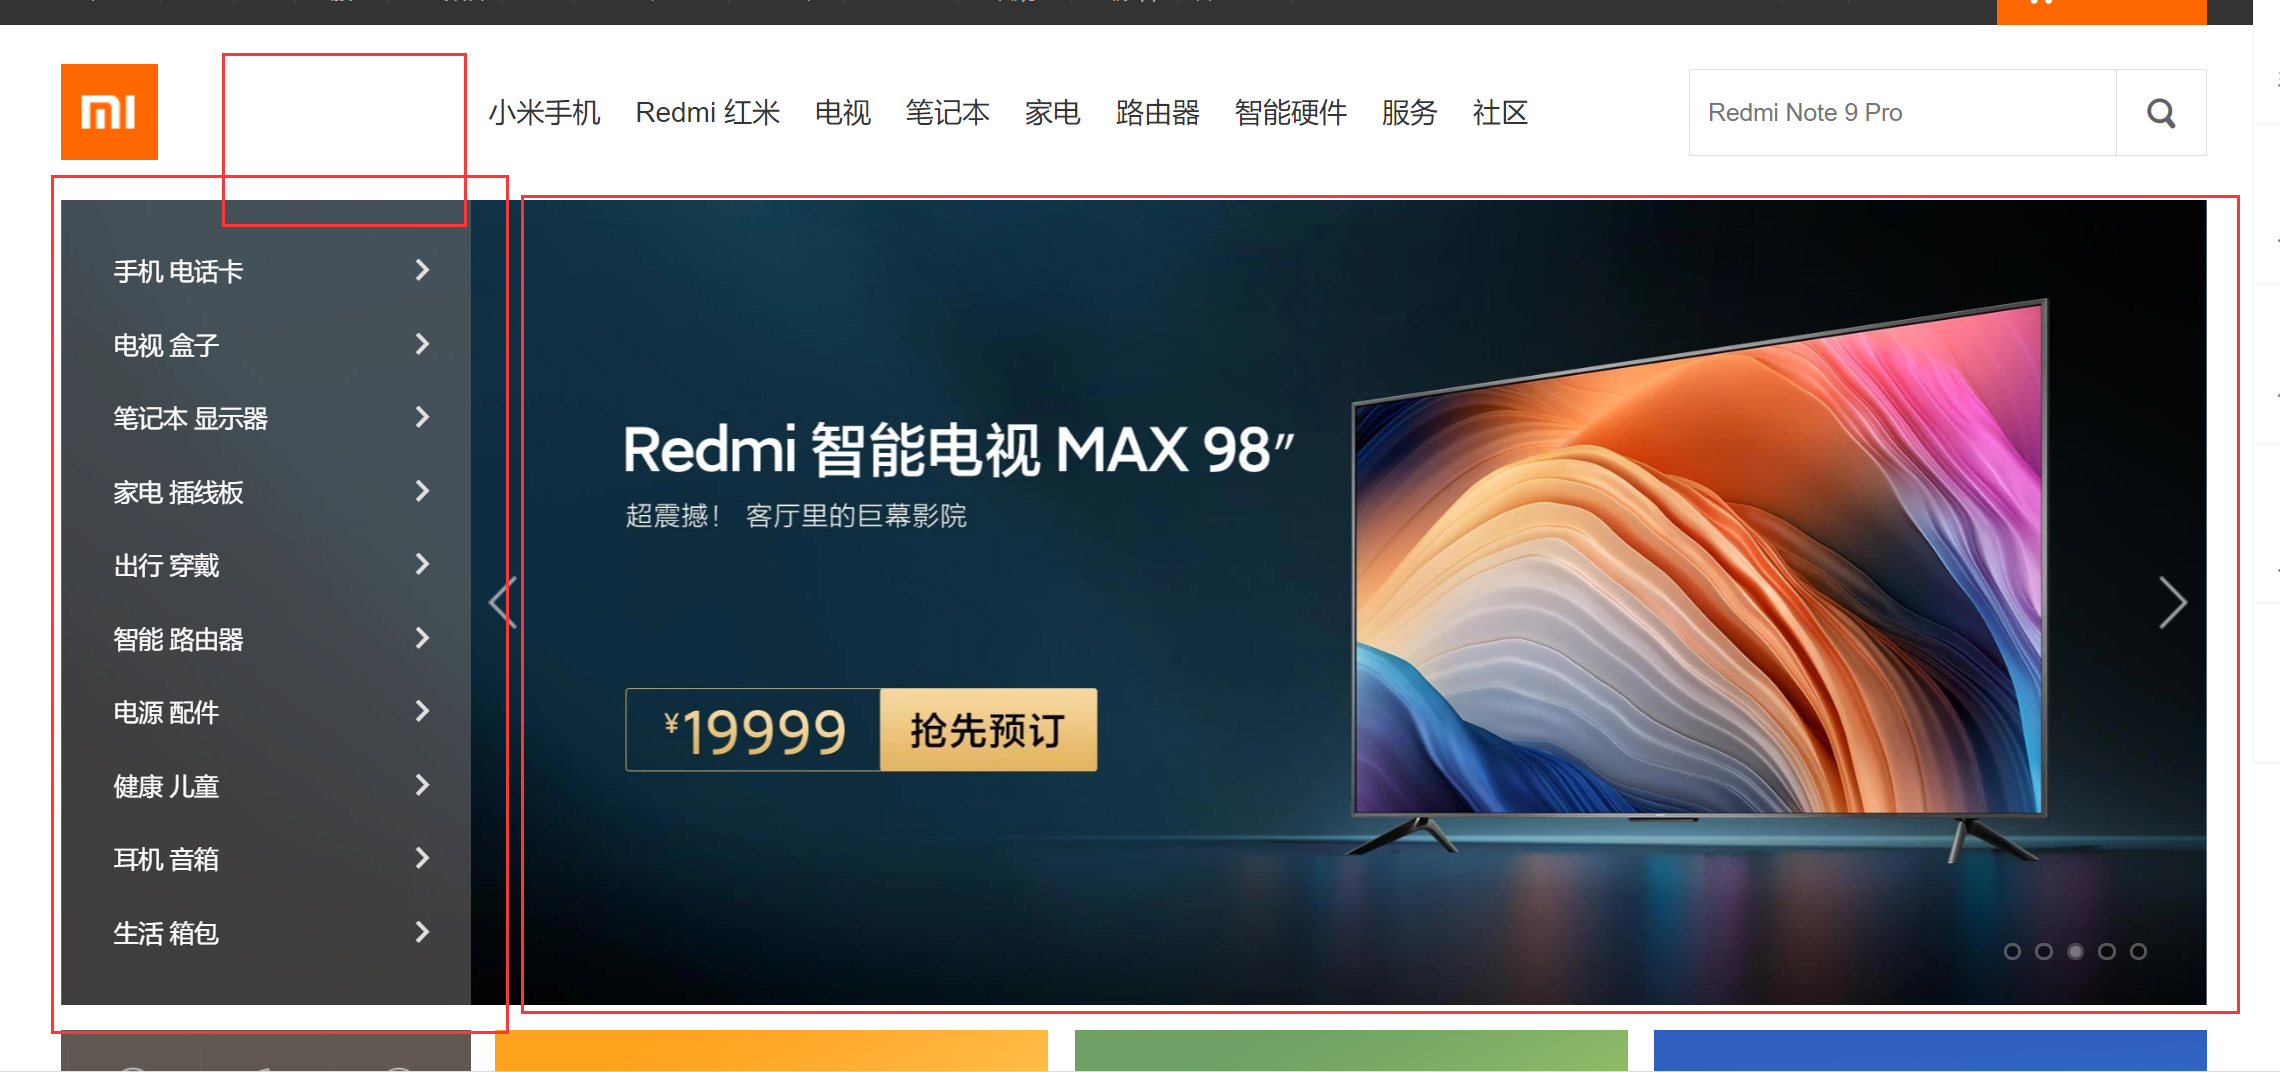 小米手机 Redmi 红米 电视 笔记本 家电 路由器 智能硬件 服务 社区
Redmi Note 9 Pro
手机 电话卡
电视 盒子
笔记本 显示器
家电 插线板
出行 穿戴
智能 路由器
电源 配件
健康 儿童
耳机 音箱
生活 箱包
Redmi 智能电视 MAX 98″
超震撼! 客厅里的巨幕影院
¥19999 抢先预订